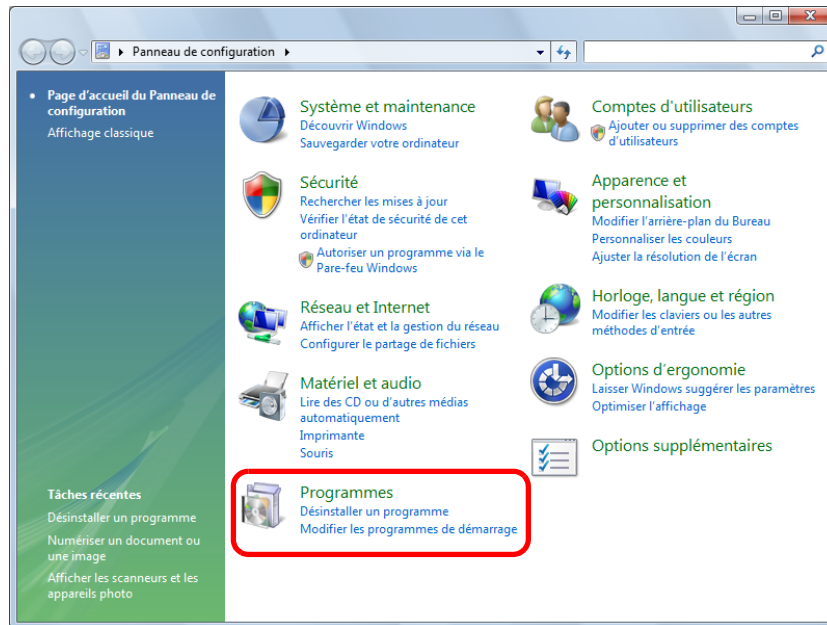 Panneau de configuration
Page d'accueil du Panneau de
configuration
Affichage classique
Système et maintenance
Découvrir Windows
Sauvegarder votre ordinateur
Sécurité
Rechercher les mises à jour
Vérifier l'état de sécurité de cet
ordinateur
Autoriser un programme via le
Pare-feu Windows
Réseau et Internet
Afficher l'état et la gestion du réseau
Configurer le partage de fichiers
Matériel et audio
Lire des CD ou d'autres médias
automatiquement
Imprimante
Souris
Programmes
Désinstaller un programme
Modifier les programmes de démarrage
Comptes d'utilisateurs
Ajouter ou supprimer des comptes
d'utilisateurs
Apparence et
personnalisation
Modifier l'arrière-plan du Bureau
Personnaliser les couleurs
Ajuster la résolution de l'écran
Horloge, langue et région
Modifier les claviers ou les autres
méthodes d'entrée
Options d'ergonomie
Laisser Windows suggérer les paramètres
Optimiser l'affichage
Options supplémentaires
Tâches récentes
Désinstaller un programme
Numériser un document ou
une image
Afficher les scanneurs et les
appareils photo